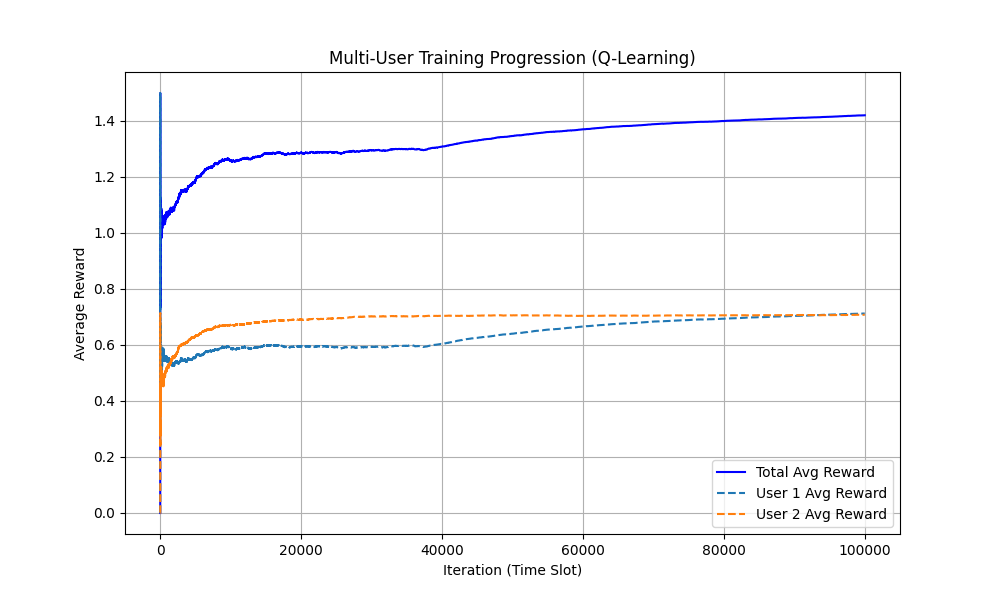 Multi-User Training Progression (Q-Learning)
Average Reward
1.4
1.2
1.0
0.8
0.6
0.4
0.2
0.0
Total Avg Reward
User 1 Avg Reward
User 2 Avg Reward
0 20000 40000 60000 80000 100000
Iteration (Time Slot)